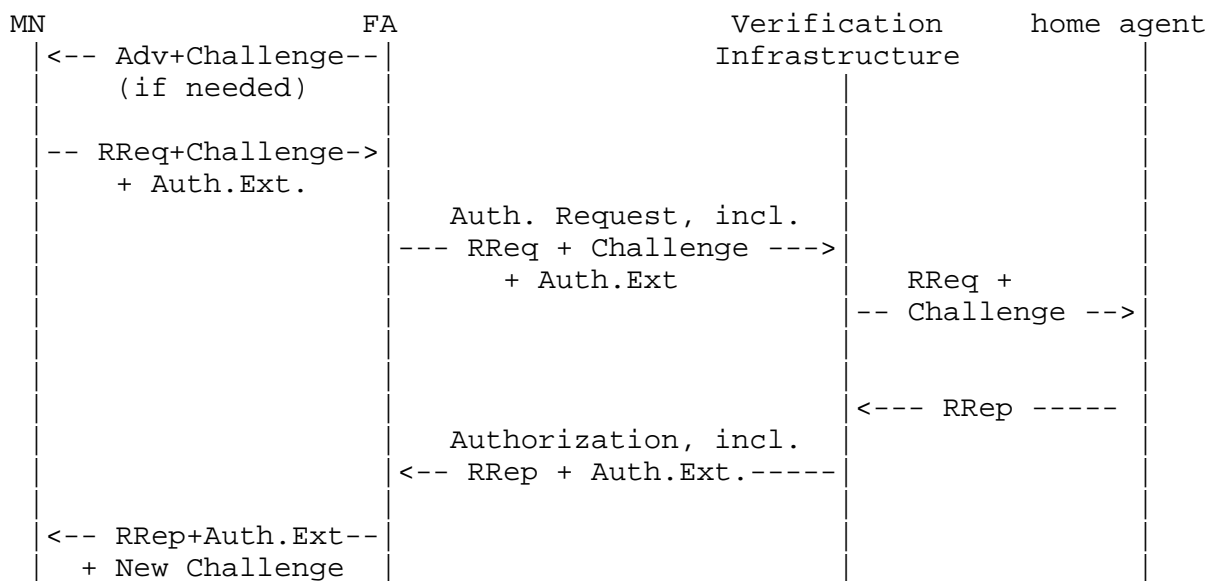 MN                     FA                    Verification     home agent
 |<-- Adv+Challenge--|                    Infrastructure        |
 |    (if needed)    |                          |               |
 |                   |                          |               |
 |-- RReq+Challenge->|                          |               |
 |    + Auth.Ext.    |                          |               |
 |                   |   Auth. Request, incl.   |               |
 |                   |--- RReq + Challenge --->|               |
 |                   |      + Auth.Ext          |   RReq +      |
 |                   |                          |-- Challenge -->|
 |                   |                          |               |
 |                   |                          |               |
 |                   |                          |<--- RRep ----- |
 |                   |   Authorization, incl.   |               |
 |                   |<-- RRep + Auth.Ext.-----|               |
 |                   |                          |               |
 |<-- RRep+Auth.Ext--|                          |               |
 |  + New Challenge  |                          |               |